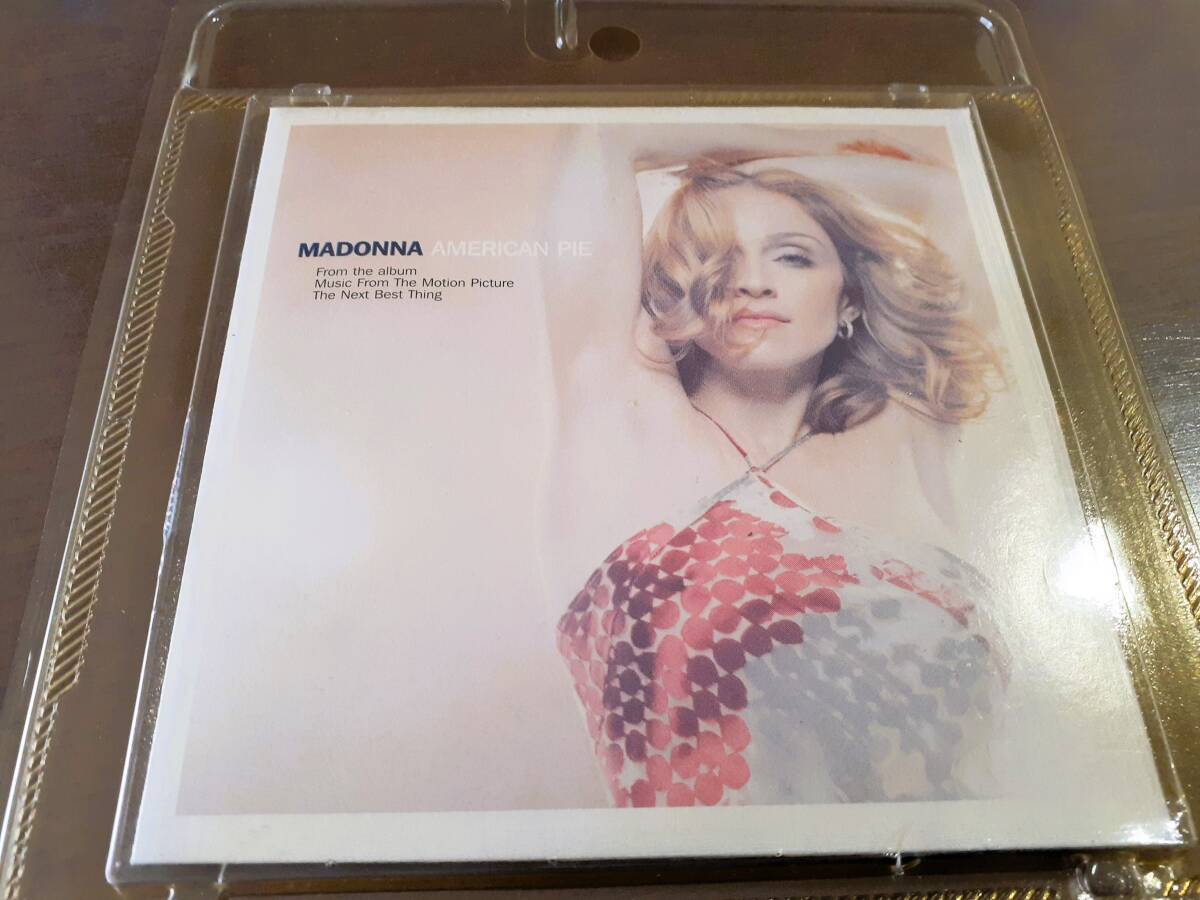 MADONNA AMERICAN PIE
From the album
Music From The Motion Picture
The Next Best Thing